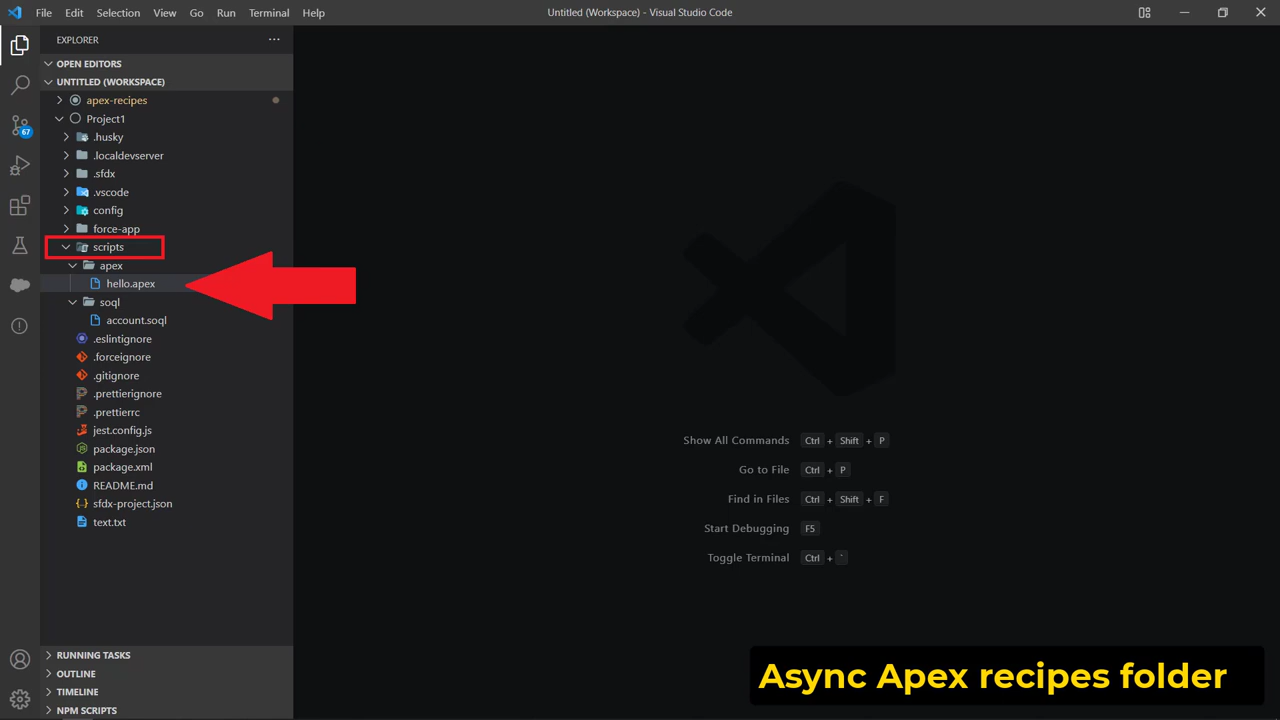 File Edit Selection View Go Run Terminal Help
Untitled (Workspace) - Visual Studio Code
EXPLORER
OPEN EDITORS
UNTITLED (WORKSPACE)
apex-recipes
Project1
.husky
.localdevserver
.sfdx
.vscode
config
force-app
scripts
apex
hello.apex
soql
account.soql
.eslintignore
.forceignore
.gitignore
.prettierignore
.prettierrc
jest.config.js
package.json
package.xml
README.md
sfdx-project.json
text.txt
RUNNING TASKS
OUTLINE
TIMELINE
NPM SCRIPTS
67
Show All Commands Ctrl + Shift + P
Go to File Ctrl + P
Find in Files Ctrl + Shift + F
Start Debugging F5
Toggle Terminal Ctrl + `
Async Apex recipes folder